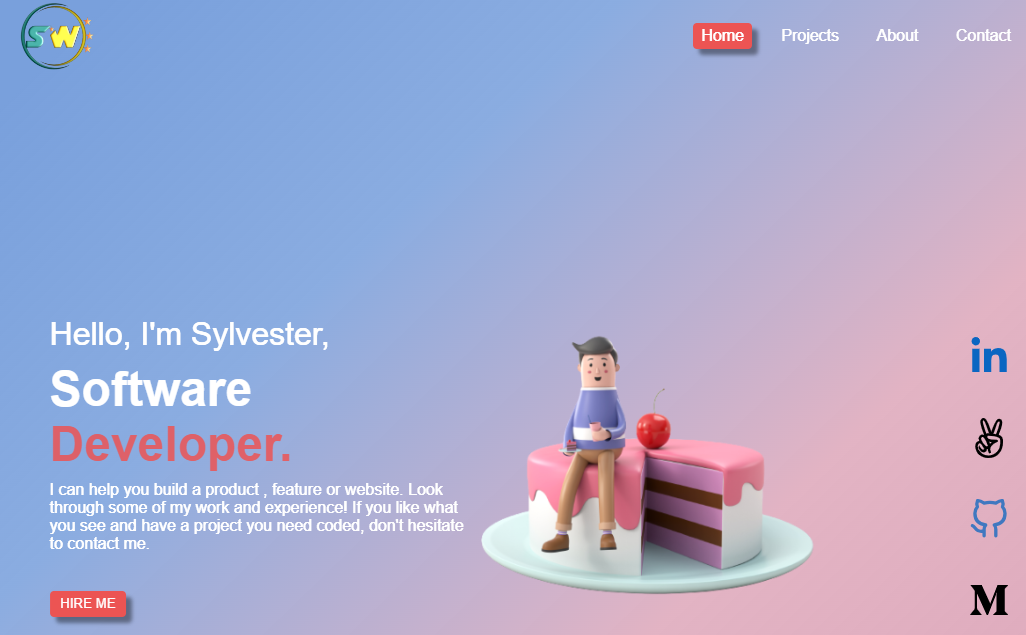 SW
Home Projects About Contact
Hello, I'm Sylvester,
Software
Developer.
I can help you build a product , feature or website. Look
through some of my work and experience! If you like what
you see and have a project you need coded, don't hesitate
to contact me.
HIRE ME
in
M